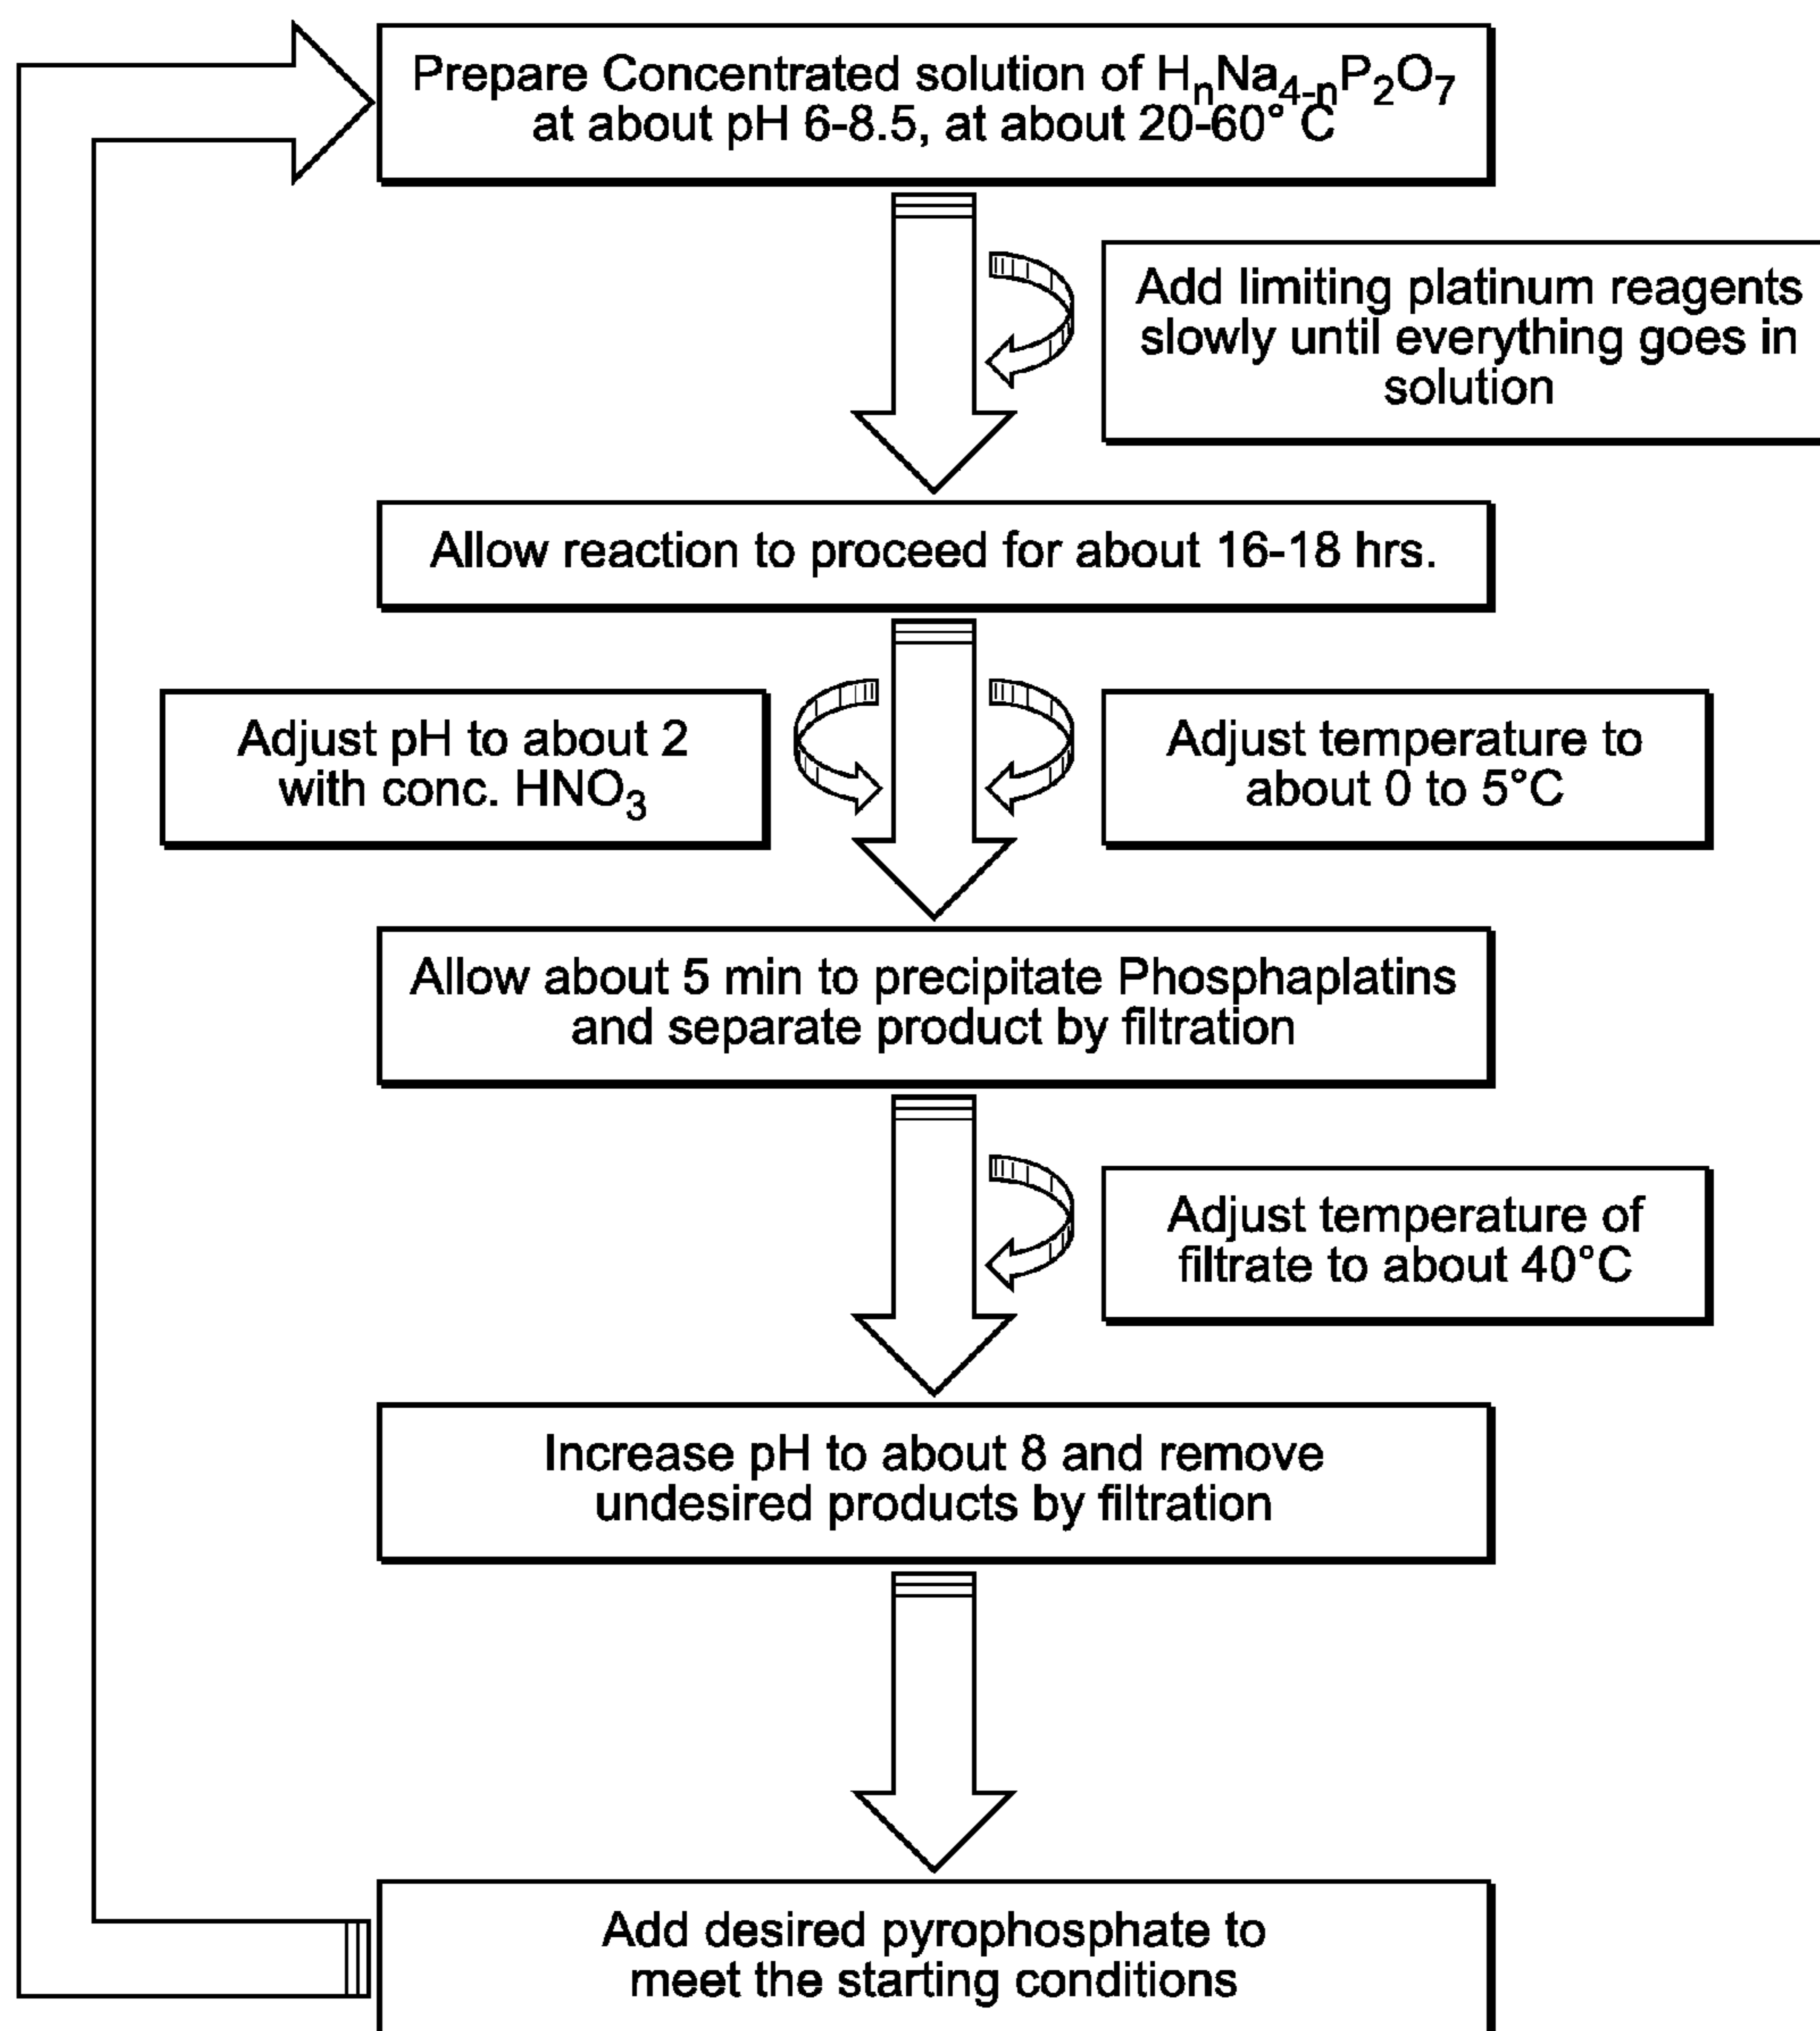 Prepare Concentrated solution of HₙNa₄₋ₙP₂O₇
at about pH 6-8.5, at about 20-60° C
Add limiting platinum reagents
slowly until everything goes in
solution
Allow reaction to proceed for about 16-18 hrs.
Adjust pH to about 2
with conc. HNO₃
Adjust temperature to
about 0 to 5°C
Allow about 5 min to precipitate Phosphaplatins
and separate product by filtration
Adjust temperature of
filtrate to about 40°C
Increase pH to about 8 and remove
undesired products by filtration
Add desired pyrophosphate to
meet the starting conditions